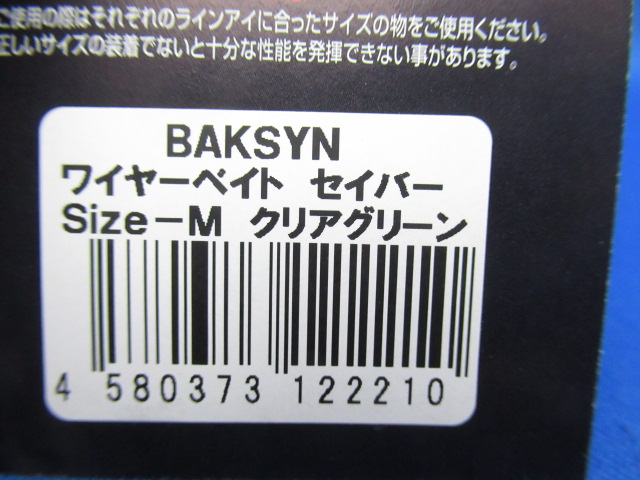 ご使用の際はそれぞれのラインアイに合ったサイズの物をご使用ください。
正しいサイズの装着でないと十分な性能を発揮できない事があります。
BAKSYN
ワイヤーベイト セイバー
Size－M クリアグリーン
4 580373 122210